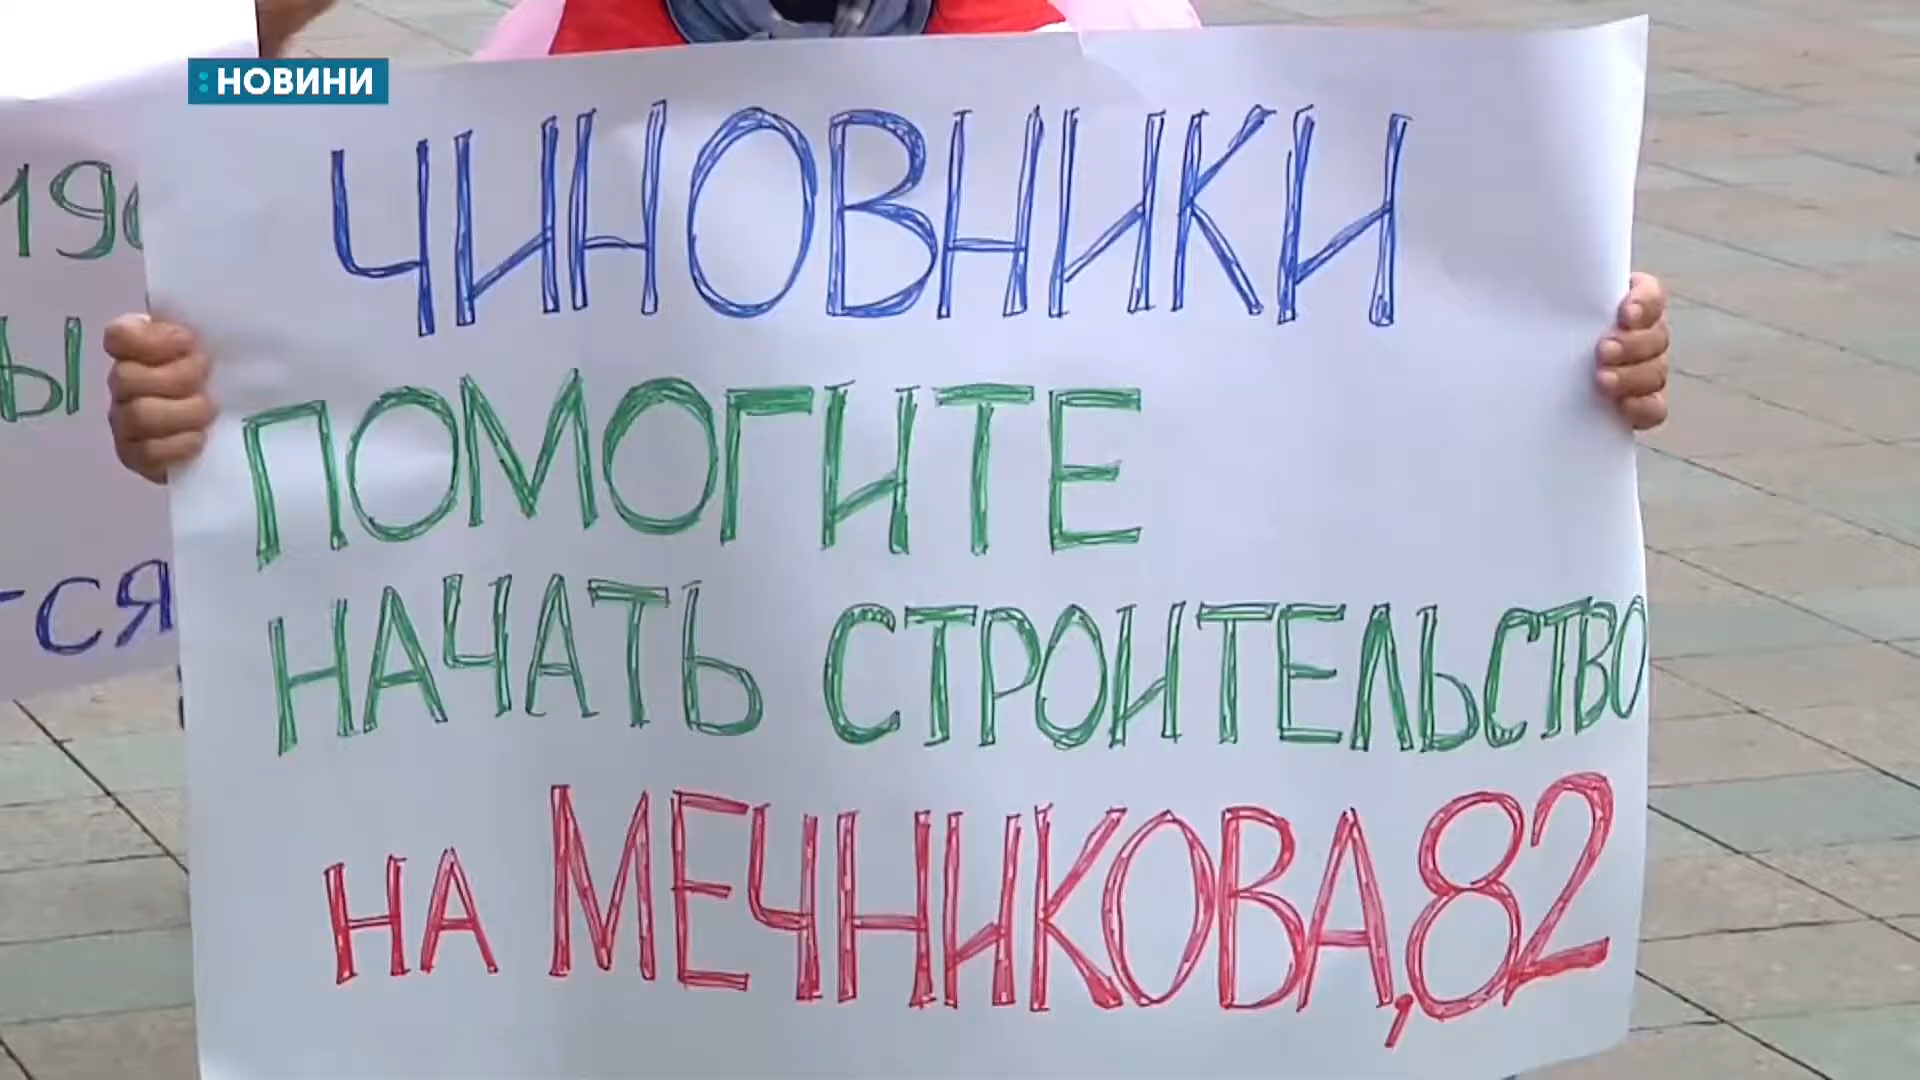 :НОВИНИ
ЧИНОВНИКИ
ПОМОГИТЕ
НАЧАТЬ СТРОИТЕЛЬСТВО
НА МЕЧНИКОВА, 82